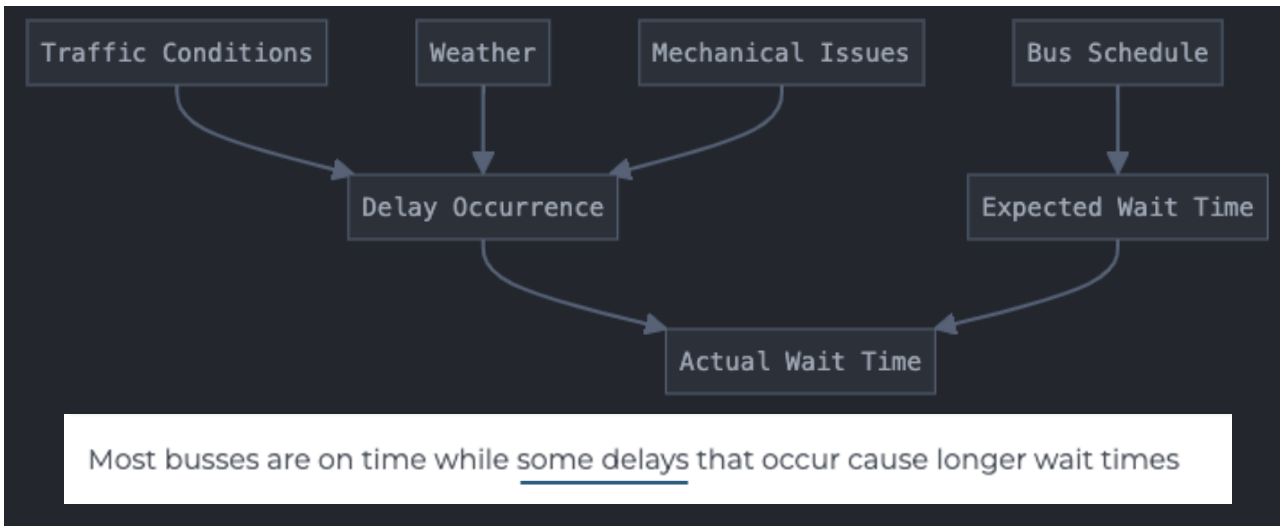 Traffic Conditions
Weather
Mechanical Issues
Bus Schedule
Delay Occurrence
Expected Wait Time
Actual Wait Time
Most busses are on time while some delays that occur cause longer wait times